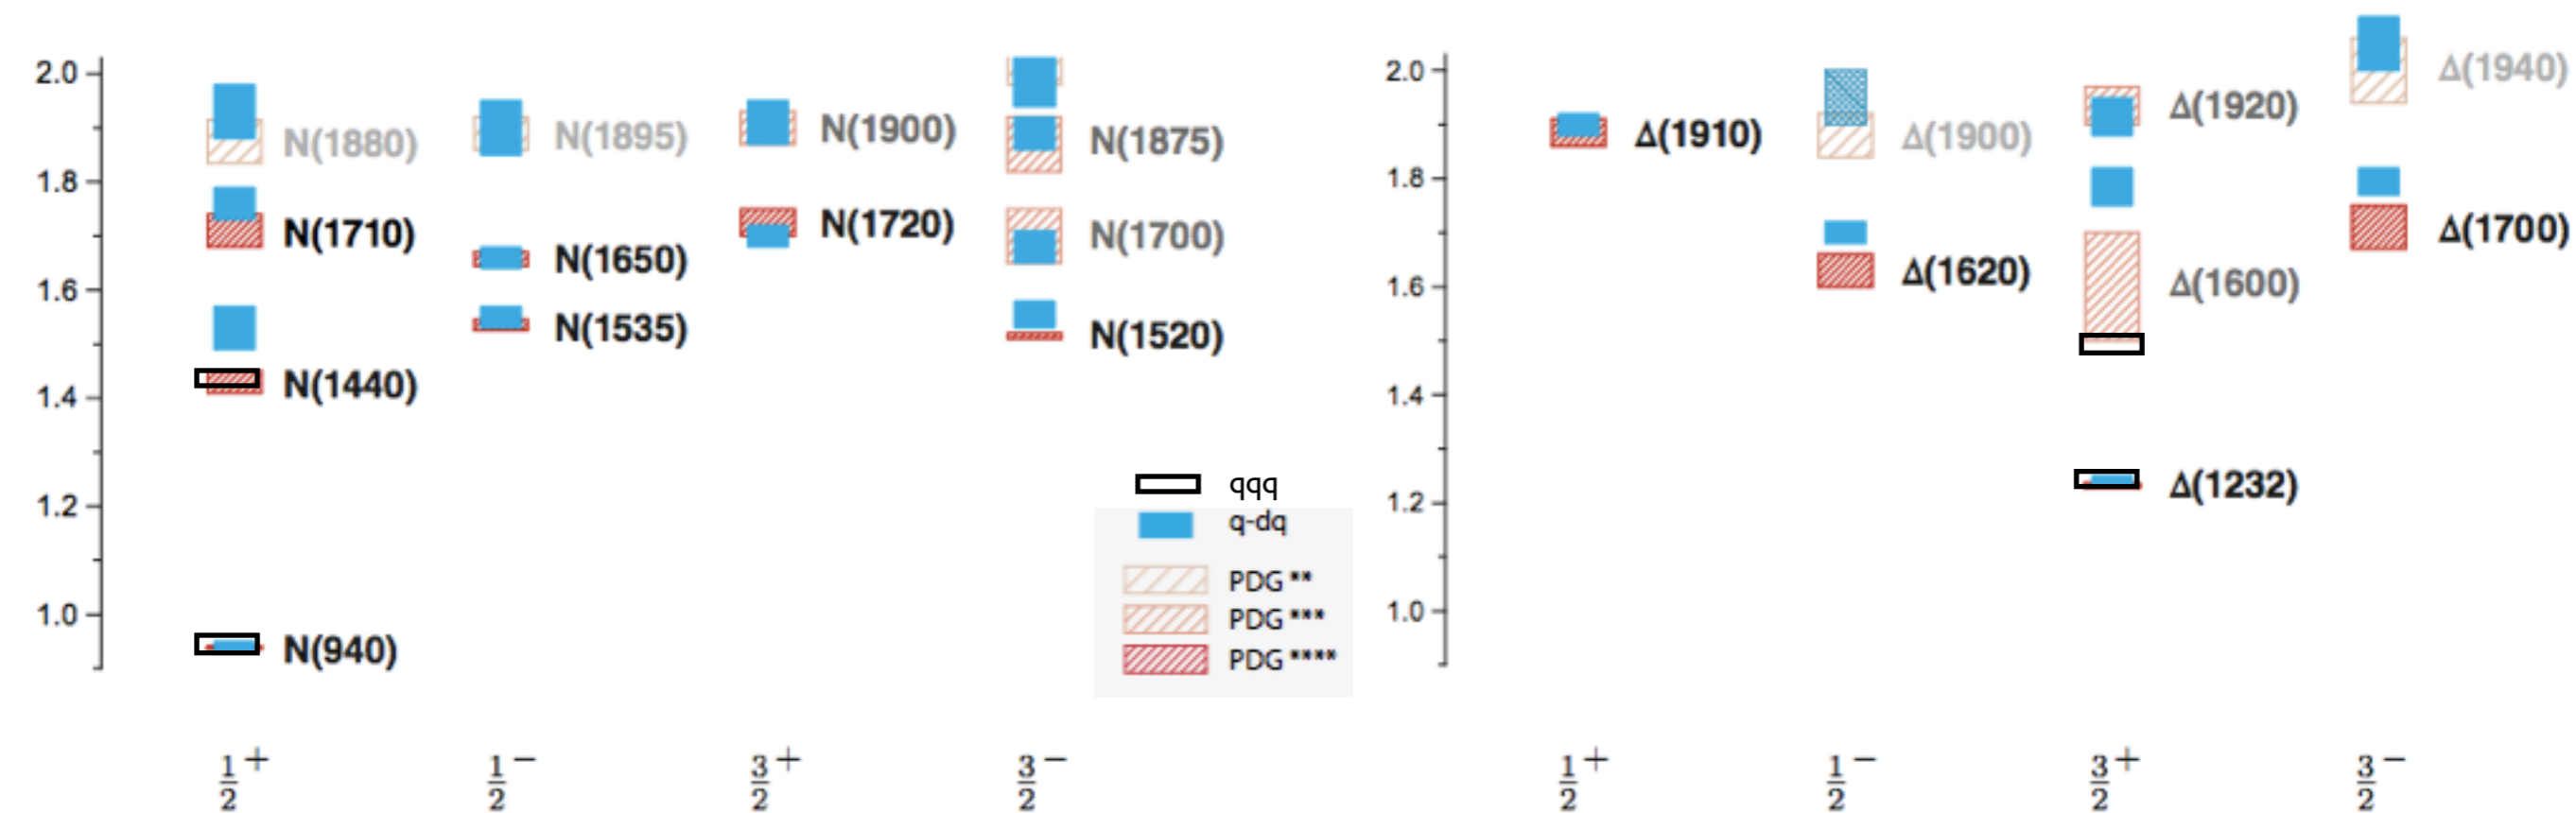 2.0
1.8
1.6
1.4
1.2
1.0
N(1880)
N(1710)
N(1440)
N(940)
N(1895)
N(1650)
N(1535)
N(1900)
N(1720)
N(1875)
N(1700)
N(1520)
qqq
q-dq
PDG **
PDG ***
PDG ****
1/2 +
1/2 −
3/2 +
3/2 −
2.0
1.8
1.6
1.4
1.2
1.0
Δ(1910)
Δ(1900)
Δ(1620)
Δ(1920)
Δ(1600)
Δ(1232)
Δ(1940)
Δ(1700)
1/2 +
1/2 −
3/2 +
3/2 −